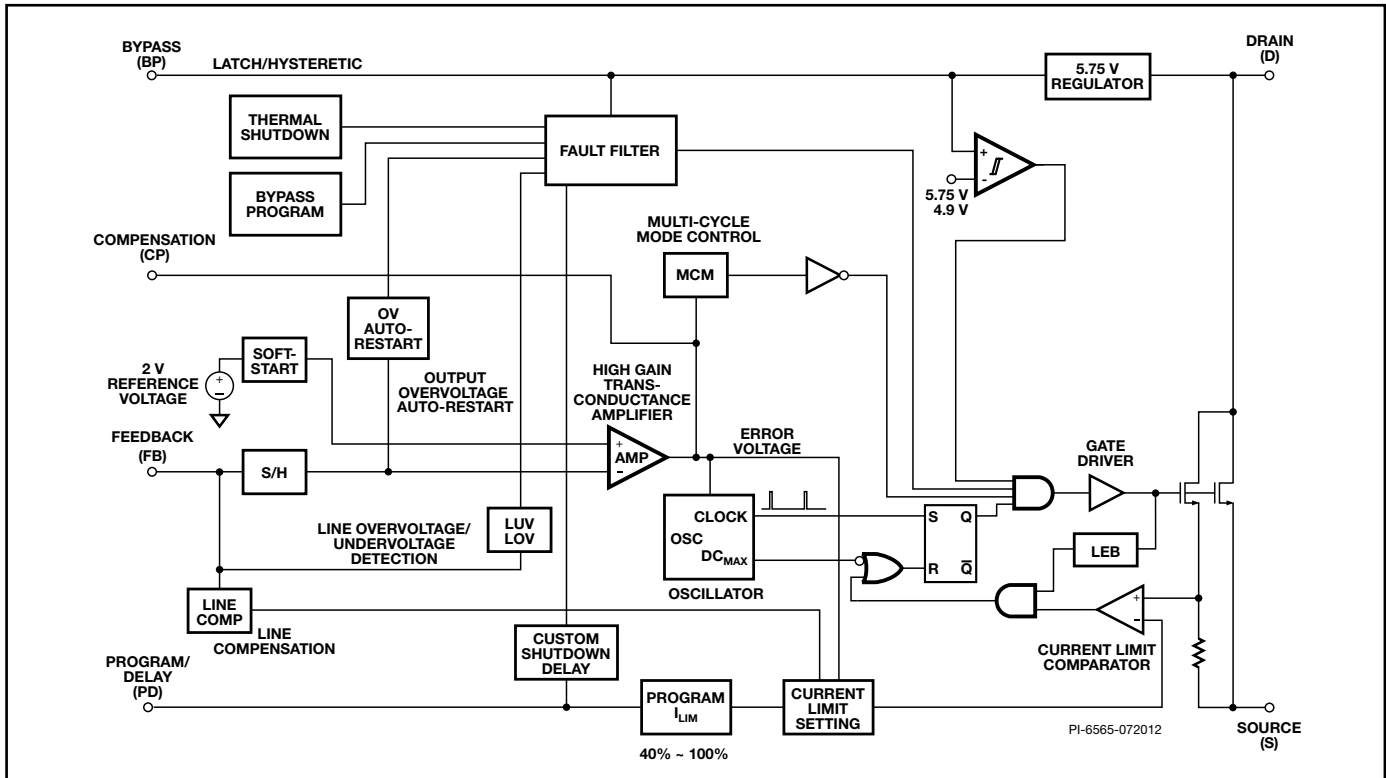 BYPASS
(BP)
LATCH/HYSTERETIC
DRAIN
(D)
5.75 V
REGULATOR
THERMAL
SHUTDOWN
FAULT FILTER
+
-
5.75 V
4.9 V
BYPASS
PROGRAM
MULTI-CYCLE
MODE CONTROL
COMPENSATION
(CP)
MCM
OV
AUTO-
RESTART
SOFT-
START
2 V
REFERENCE
VOLTAGE
+
–
OUTPUT
OVERVOLTAGE
AUTO-RESTART
HIGH GAIN
TRANS-
CONDUCTANCE
AMPLIFIER
FEEDBACK
(FB)
S/H
+
AMP
–
ERROR
VOLTAGE
GATE
DRIVER
CLOCK
OSC
DCMAX
OSCILLATOR
S Q
R Q̅
LEB
LINE OVERVOLTAGE/
UNDERVOLTAGE
DETECTION
LUV
LOV
LINE
COMP
LINE
COMPENSATION
+
–
CURRENT LIMIT
COMPARATOR
PROGRAM/
DELAY
(PD)
CUSTOM
SHUTDOWN
DELAY
PROGRAM
ILIM
40% ~ 100%
CURRENT
LIMIT
SETTING
PI-6565-072012
SOURCE
(S)